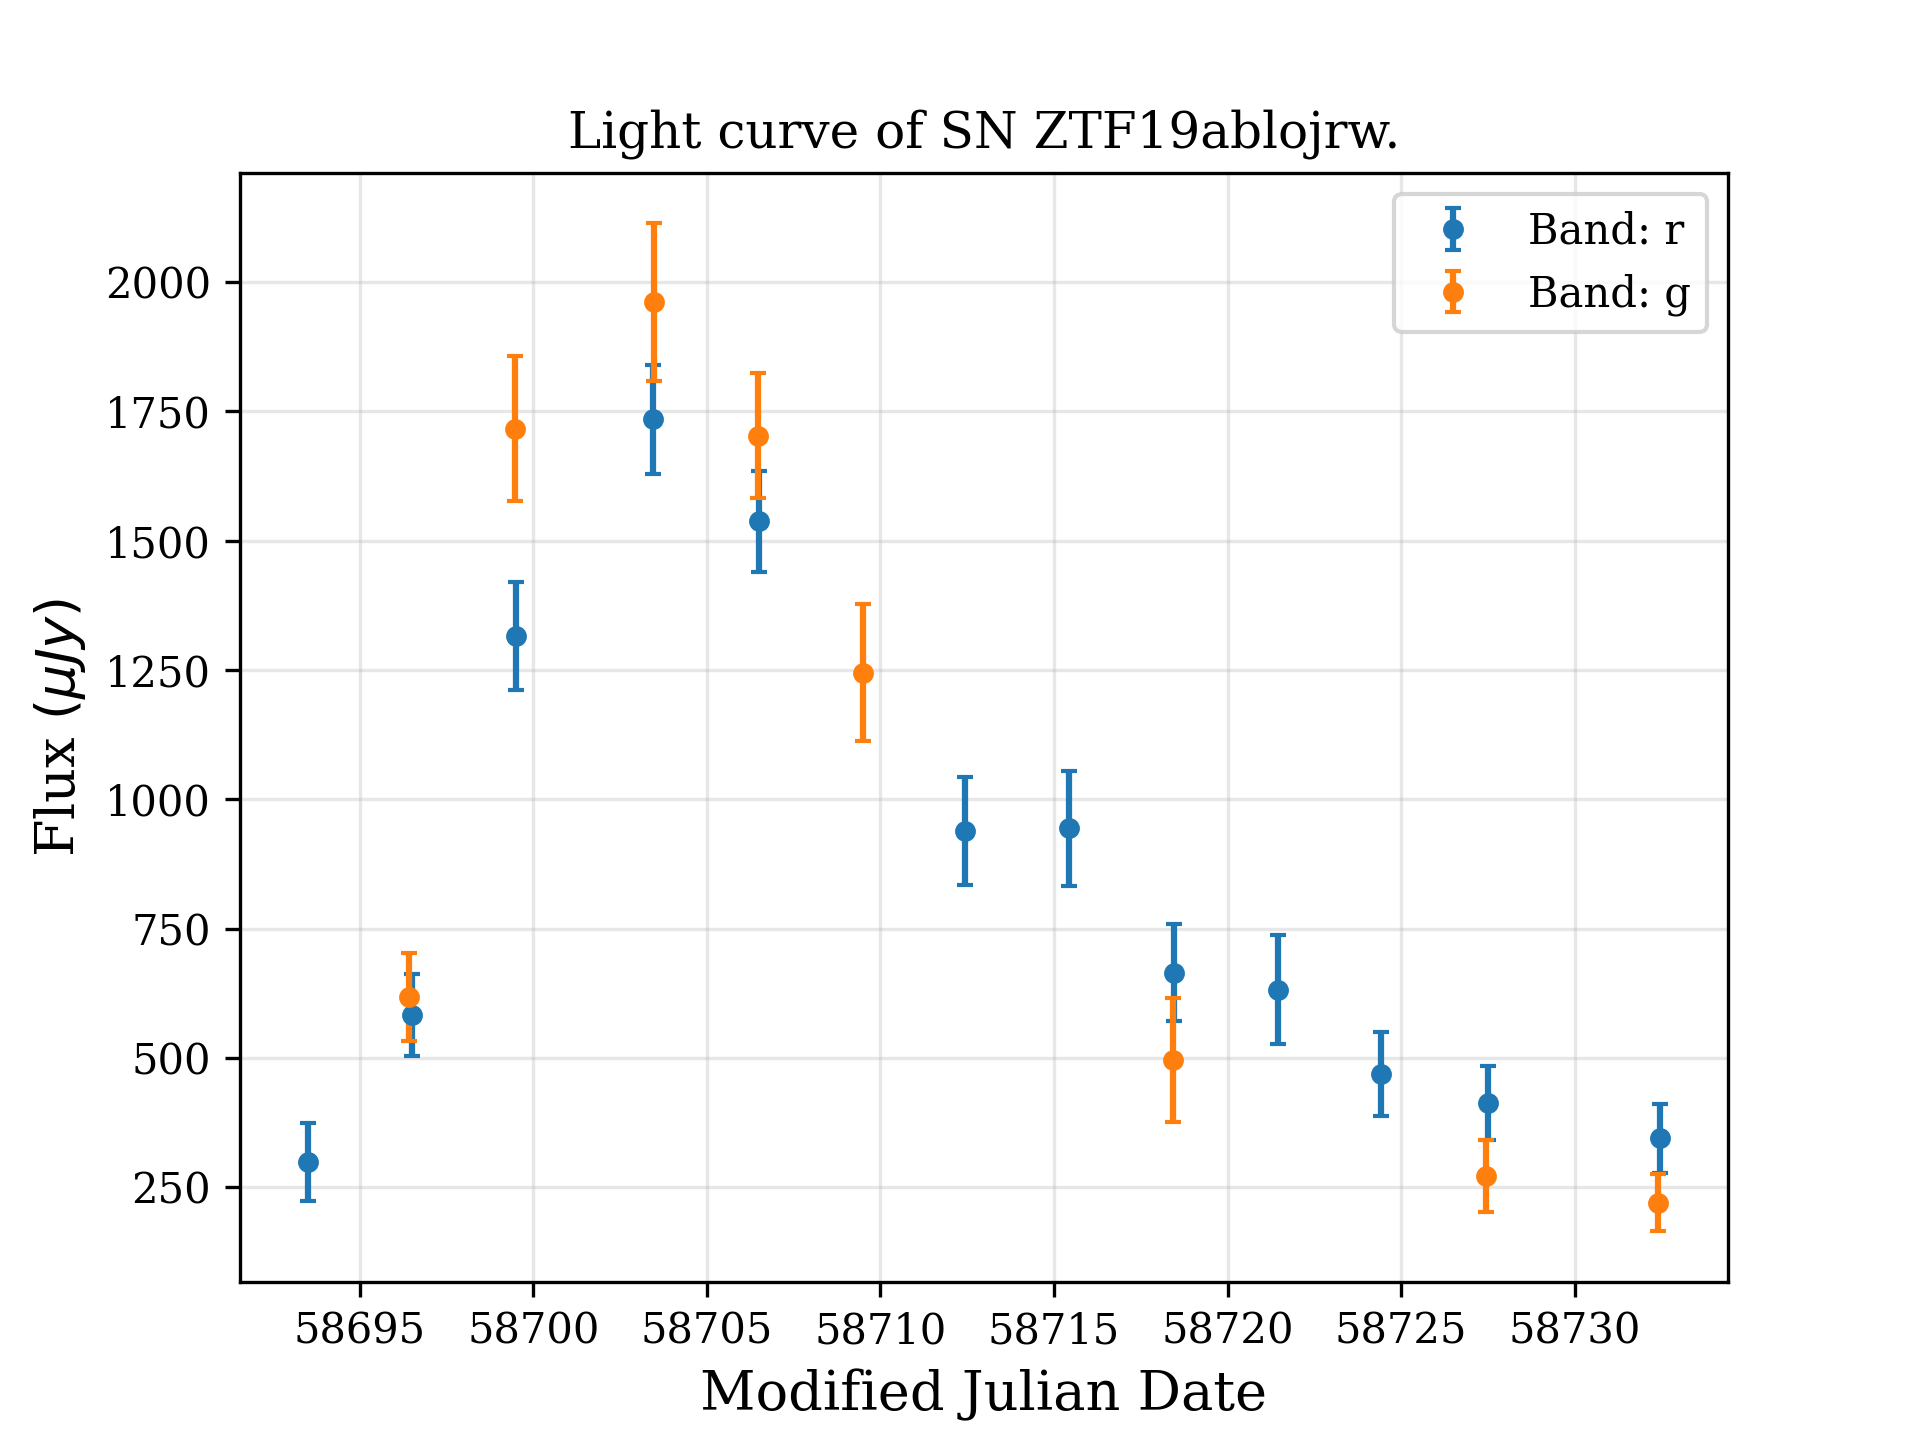 Light curve of SN ZTF19ablojrw.
Band: r
Band: g
2000
1750
1500
1250
1000
750
500
250
Flux (μJy)
58695 58700 58705 58710 58715 58720 58725 58730
Modified Julian Date